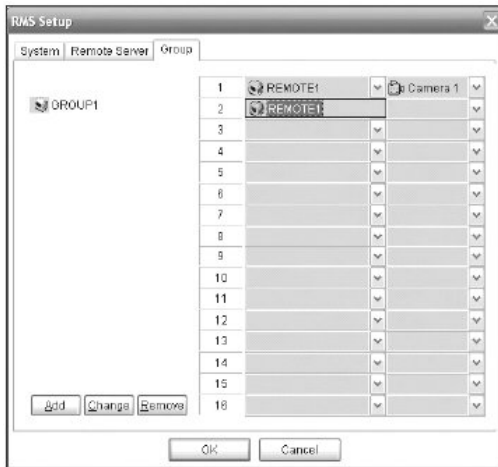 RMS Setup
System Remote Server Group
GROUP1
1 REMOTE1 Camera 1
2 REMOTE1
3
4
5
6
7
8
9
10
11
12
13
14
15
16
Add Change Remove
OK Cancel